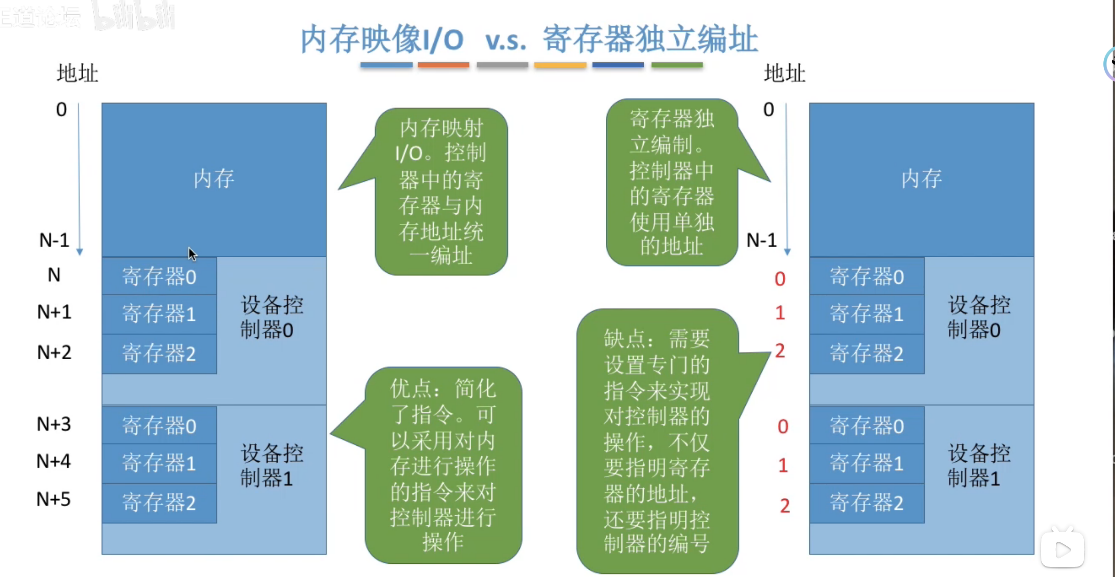 bilibili
内存映像I/O v.s. 寄存器独立编址
地址
0
N-1
N
N+1
N+2
N+3
N+4
N+5
内存
寄存器0
寄存器1
寄存器2
设备控
制器0
寄存器0
寄存器1
寄存器2
设备控
制器1
内存映射
I/O。控制
器中的寄
存器与内
存地址统
一编址
优点：简化
了指令。可
以采用对内
存进行操作
的指令来对
控制器进行
操作
寄存器独
立编制。
控制器中
的寄存器
使用单独
的地址
缺点：需要
设置专门的
指令来实现
对控制器的
操作，不仅
要指明寄存
器的地址，
还要指明控
制器的编号
地址
0
N-1
0
1
2
0
1
2
内存
寄存器0
寄存器1
寄存器2
设备控
制器0
寄存器0
寄存器1
寄存器2
设备控
制器1